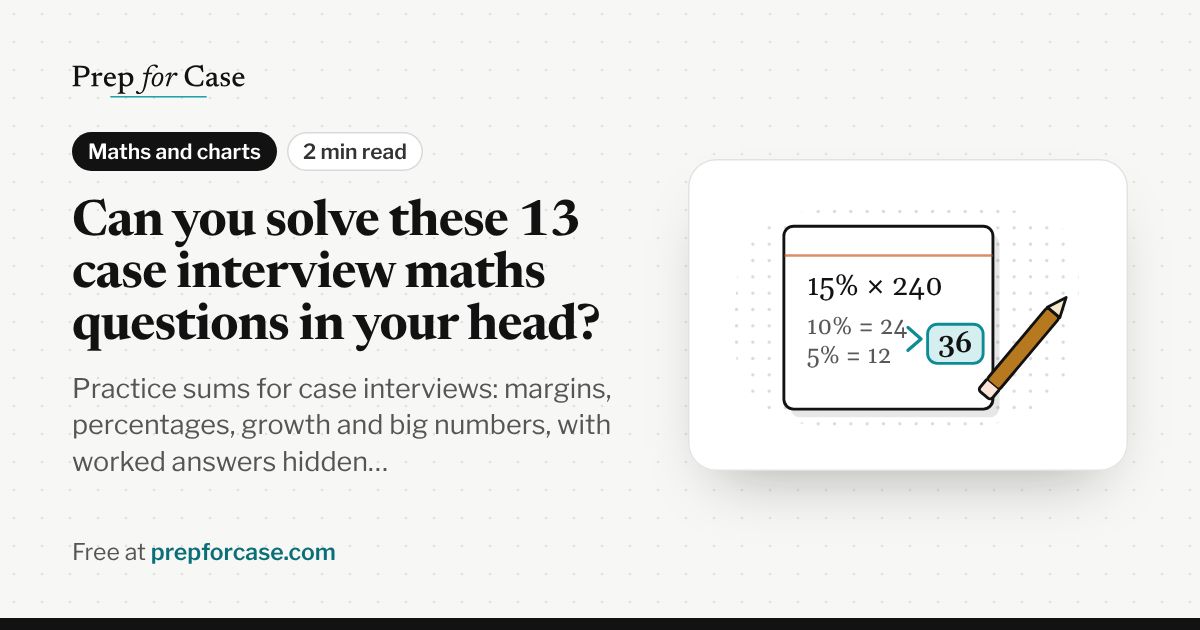 Prep for Case
Maths and charts
2 min read
Can you solve these 13
case interview maths
questions in your head?
Practice sums for case interviews: margins,
percentages, growth and big numbers, with
worked answers hidden…
Free at prepforcase.com
15% × 240
10% = 24
5% = 12
36